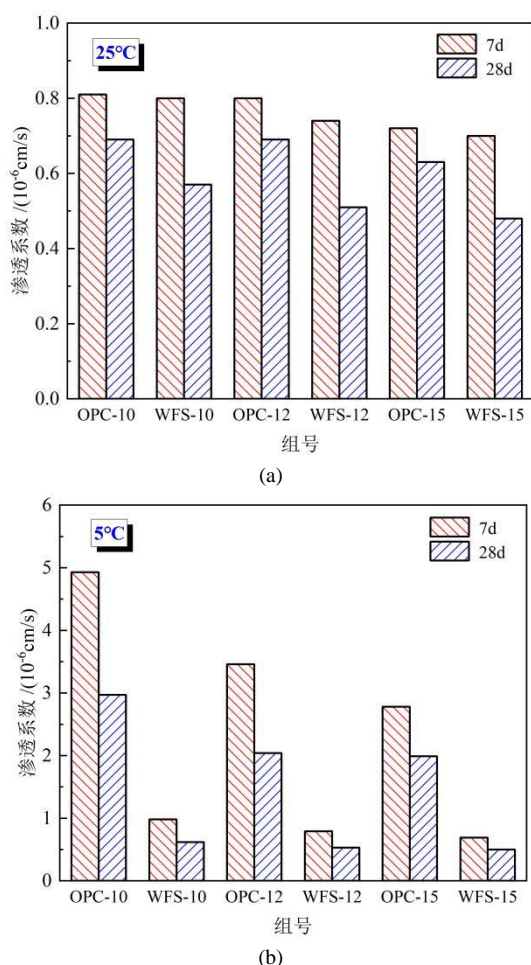 25°C
7d
28d
渗透系数 /(10⁻⁶cm/s)
1.0
0.8
0.6
0.4
0.2
0.0
OPC-10 WFS-10 OPC-12 WFS-12 OPC-15 WFS-15
组号
(a)
5°C
7d
28d
渗透系数 /(10⁻⁶cm/s)
6
5
4
3
2
1
0
OPC-10 WFS-10 OPC-12 WFS-12 OPC-15 WFS-15
组号
(b)